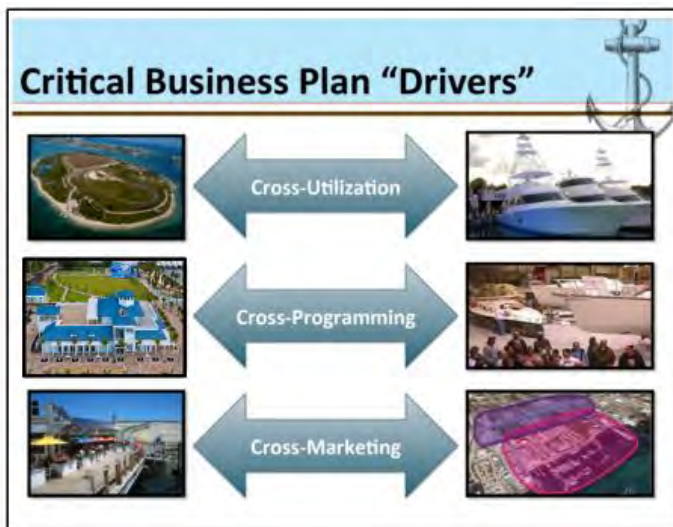 Critical Business Plan “Drivers”
Cross-Utilization
Cross-Programming
Cross-Marketing